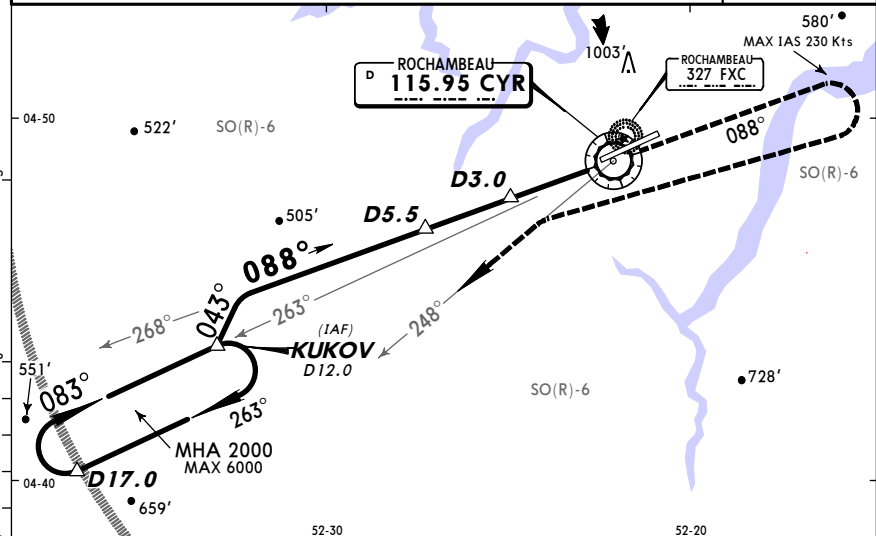 580'
MAX IAS 230 Kts
1003'
ROCHAMBEAU
D 115.95 CYR
ROCHAMBEAU
327 FXC
04-50
522'
SO(R)-6
088°
SO(R)-6
D3.0
D5.5
505'
088°
043°
263°
268°
248°
(IAF)
KUKOV
D12.0
551'
083°
263°
SO(R)-6
728'
MHA 2000
MAX 6000
D17.0
04-40
659'
52-30
52-20